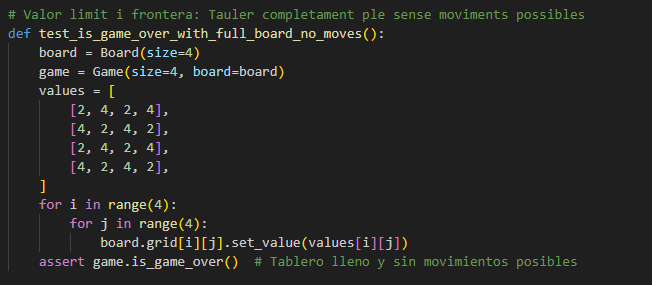 # Valor limit i frontera: Tauler completament ple sense moviments possibles
def test_is_game_over_with_full_board_no_moves():
    board = Board(size=4)
    game = Game(size=4, board=board)
    values = [
        [2, 4, 2, 4],
        [4, 2, 4, 2],
        [2, 4, 2, 4],
        [4, 2, 4, 2],
    ]
    for i in range(4):
        for j in range(4):
            board.grid[i][j].set_value(values[i][j])
    assert game.is_game_over()  # Tablero lleno y sin movimientos posibles